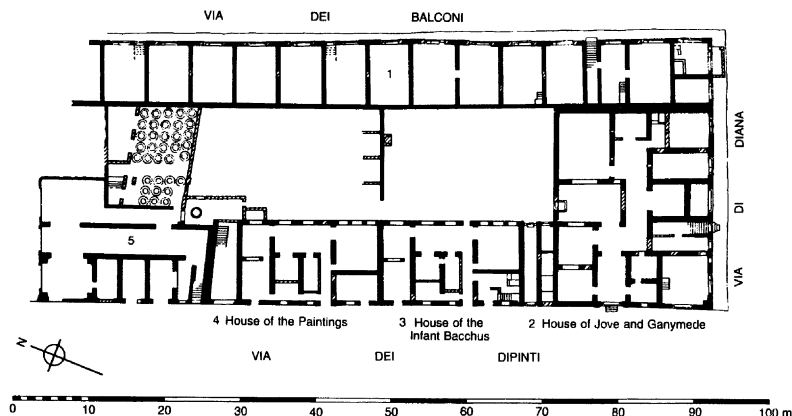 VIA DEI BALCONI
1
VIA DI DIANA
5
4 House of the Paintings
3 House of the
Infant Bacchus
2 House of Jove and Ganymede
VIA DEI DIPINTI
N
0 10 20 30 40 50 60 70 80 90 100 m